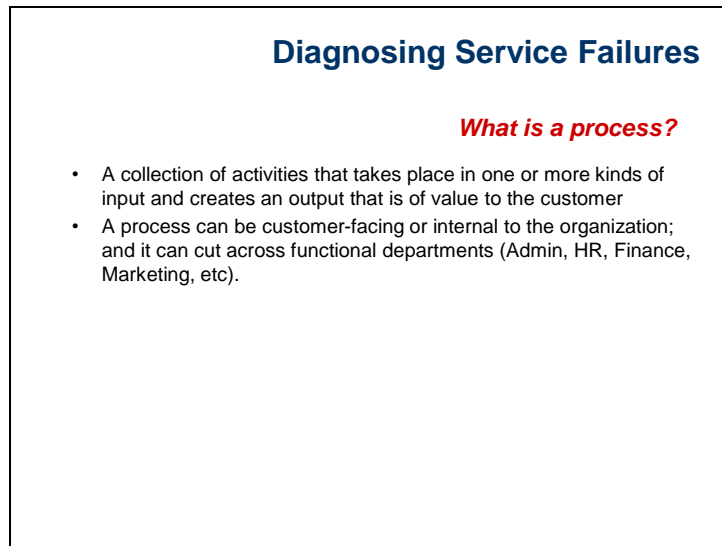 Diagnosing Service Failures
What is a process?
• A collection of activities that takes place in one or more kinds of
input and creates an output that is of value to the customer
• A process can be customer-facing or internal to the organization;
and it can cut across functional departments (Admin, HR, Finance,
Marketing, etc).